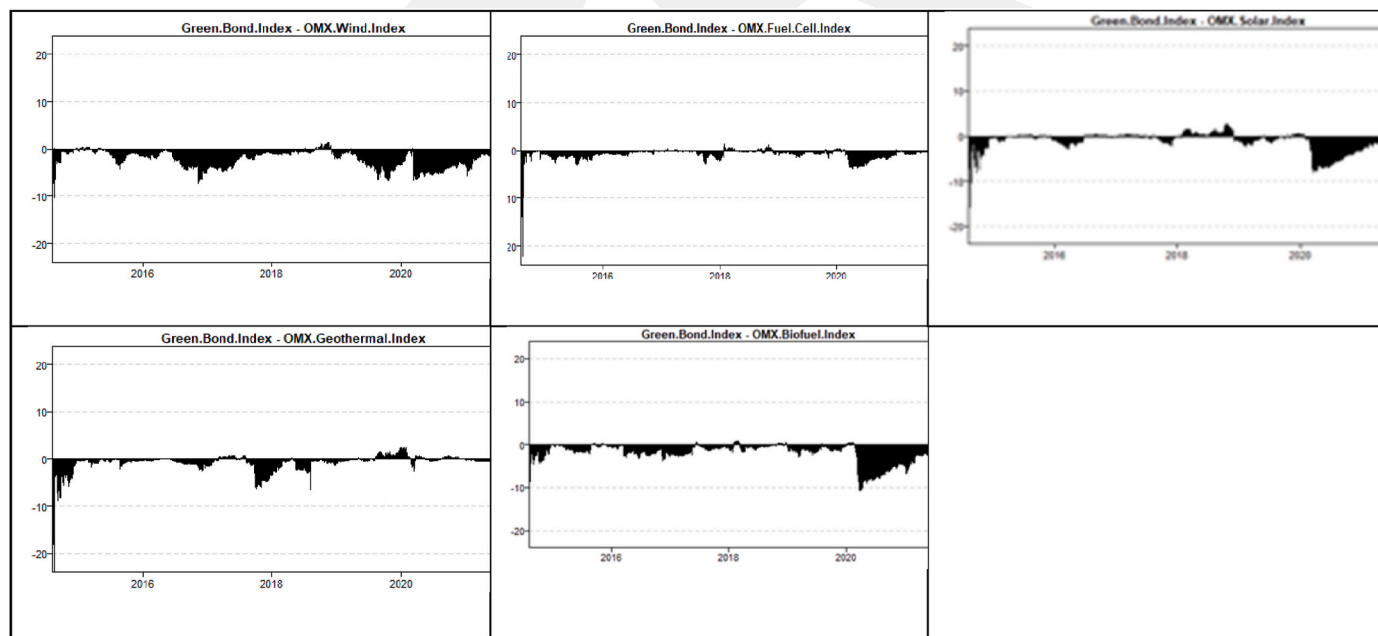 Green.Bond.Index - OMX.Wind.Index
20
10
0
-10
-20
2016 2018 2020
Green.Bond.Index - OMX.Fuel.Cell.Index
20
10
0
10
20
2016 2018 2020
Green.Bond.Index - OMX.Solar.Index
20
10
0
-10
-20
2016 2018 2020
Green.Bond.Index - OMX.Geothermal.Index
20
10
0
-10
-20
2016 2018 2020
Green.Bond.Index - OMX.Biofuel.Index
20
10
0
-10
-20
2016 2018 2020